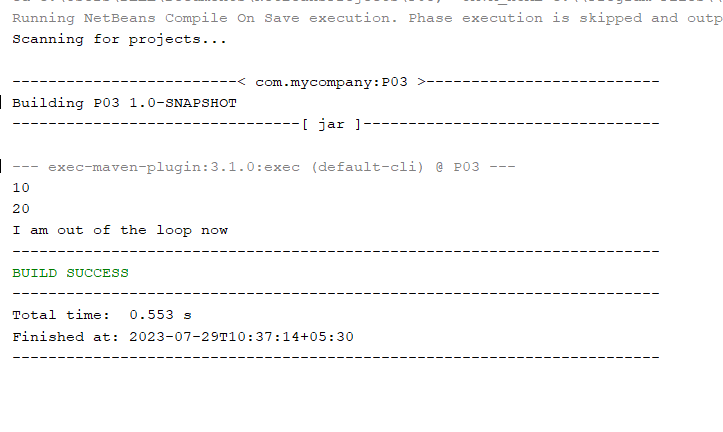 Running NetBeans Compile On Save execution. Phase execution is skipped and outp
Scanning for projects...
-------------------------< com.mycompany:P03 >--------------------------
Building P03 1.0-SNAPSHOT
--------------------------------[ jar ]---------------------------------
--- exec-maven-plugin:3.1.0:exec (default-cli) @ P03 ---
10
20
I am out of the loop now
------------------------------------------------------------------------
BUILD SUCCESS
------------------------------------------------------------------------
Total time:  0.553 s
Finished at: 2023-07-29T10:37:14+05:30
------------------------------------------------------------------------